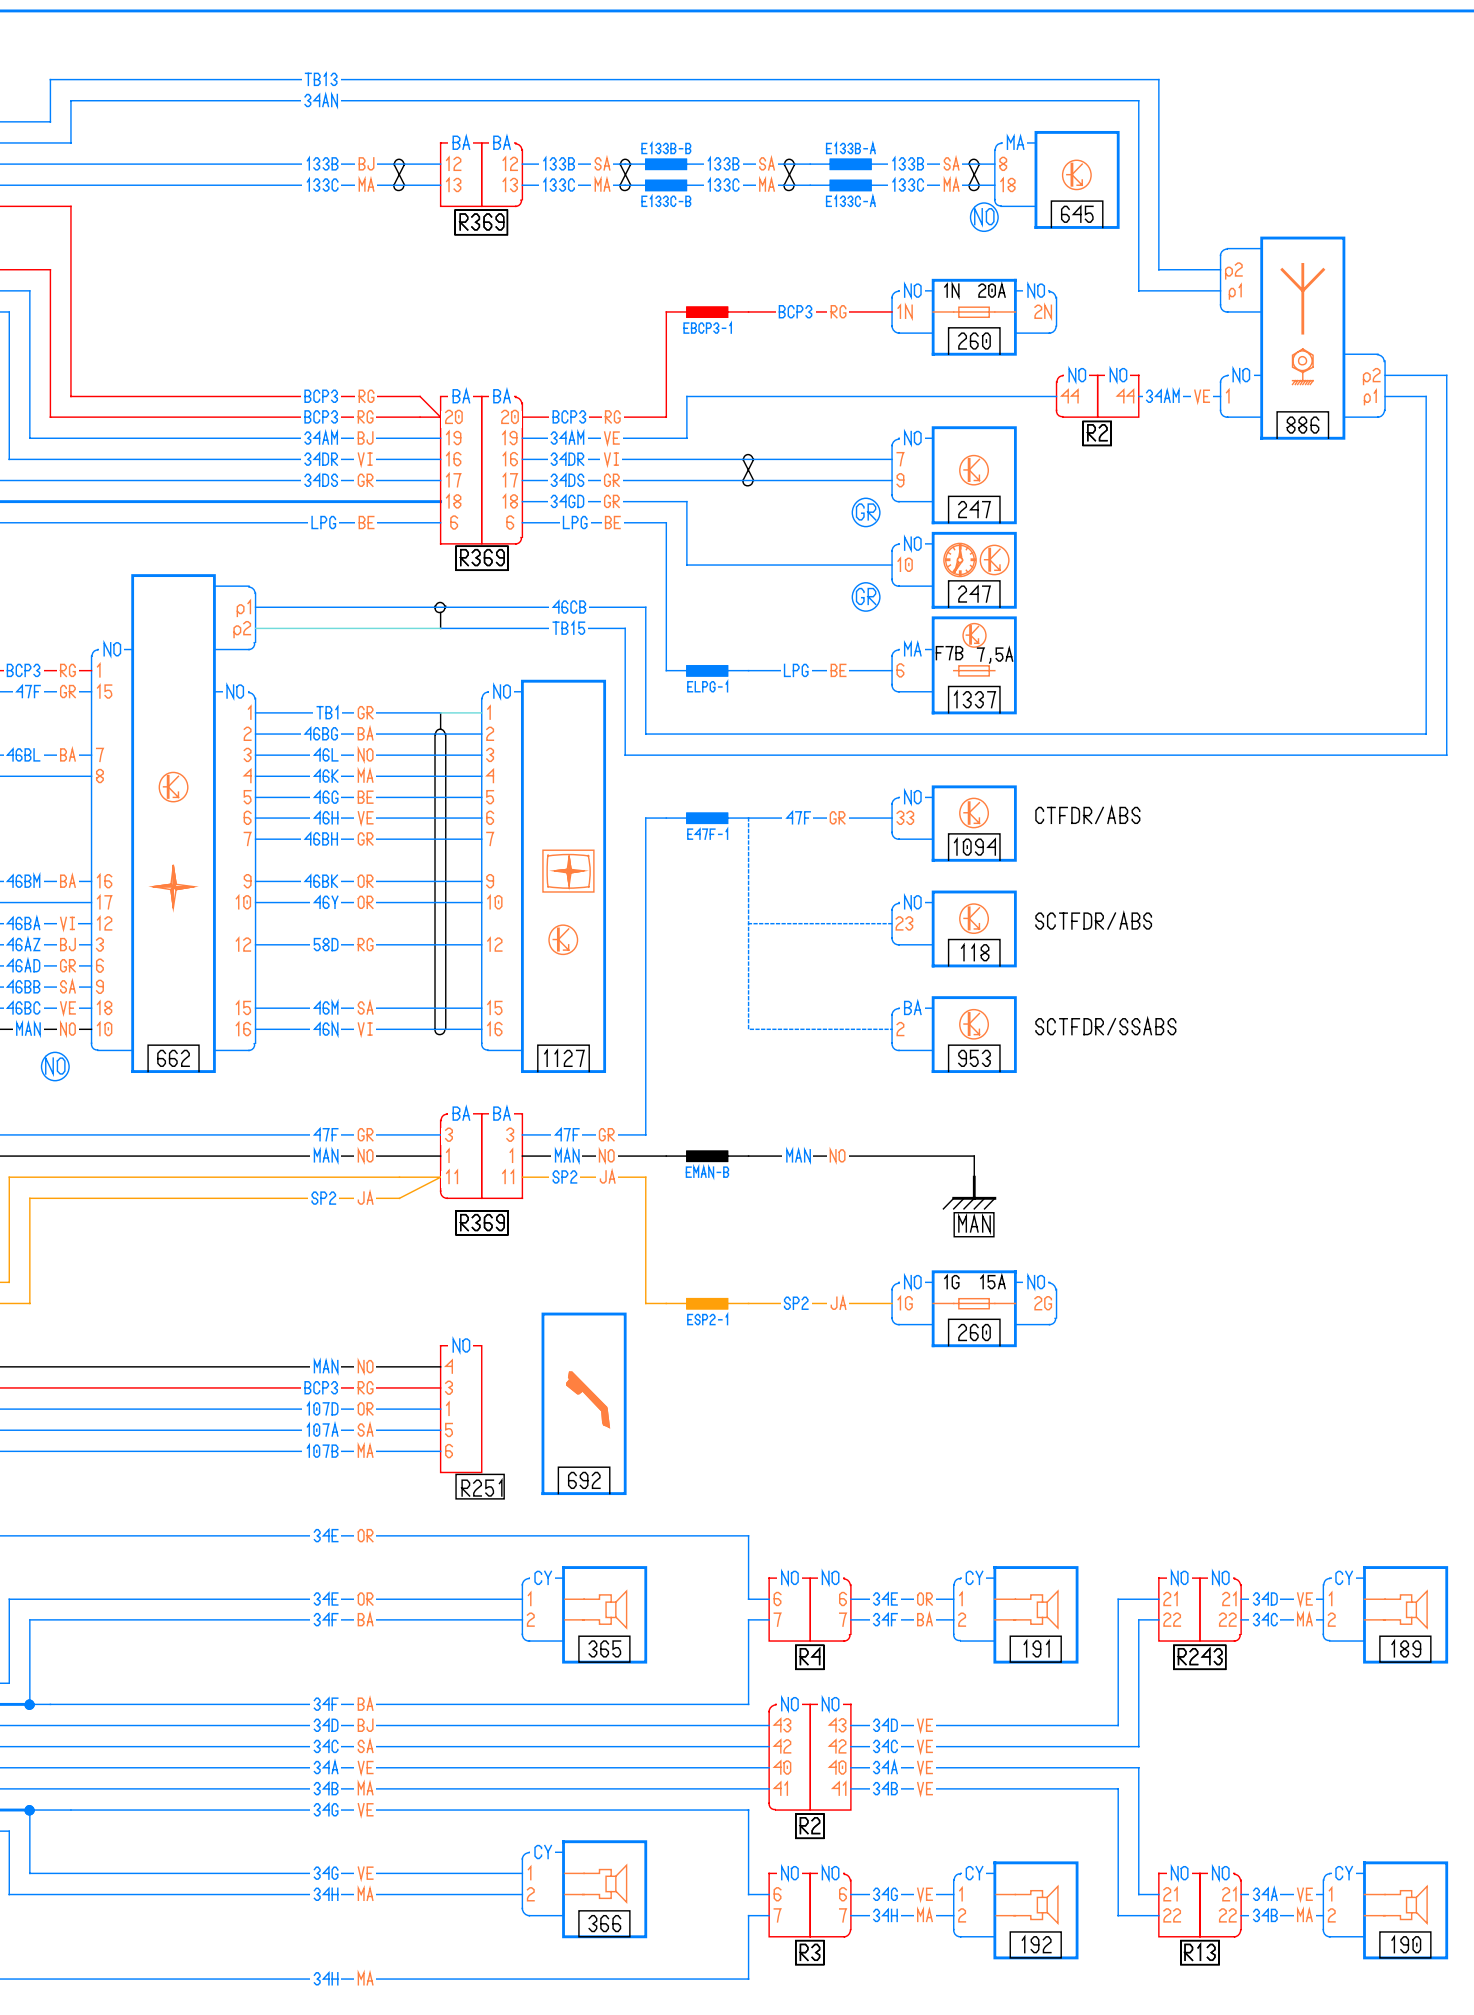 TB13
34AN
BA BA E133B-B E133B-A MA
133B BJ 12 12 133B SA 133B SA 133B SA 8
133C MA 13 13 133C MA 133C MA 133C MA 18
E133C-B E133C-A
R369 NO 645
p2
p1
NO 1N 20A NO
BCP3 RG 1N 2N
EBCP3-1
260
NO NO NO p2
BCP3 RG BA BA 44 44 34AM VE 1 p1
BCP3 RG 20 20 BCP3 RG
R2 886
34AM BJ 19 19 34AM VE NO
34DR VI 16 16 34DR VI 7
34DS GR 17 17 34DS GR 9
18 18 34GD GR GR 247
LPG BE 6 6 LPG BE
R369 NO
10
GR 247
p1 46CB
p2 TB15
NO MA F7B 7,5A
BCP3 RG 1 LPG BE 6
47F GR 15 NO NO ELPG-1 1337
1 TB1 GR 1
2 46BG BA 2
46BL BA 7 3 46L NO 3
8 4 46K MA 4
5 46G BE 5 NO
6 46H VE 6 E47F-1 47F GR 33 CTFDR/ABS
7 46BH GR 7 1094
46BM BA 16 9 46BK OR 9
17 10 46Y OR 10 NO
46BA VI 12 23 SCTFDR/ABS
46AZ BJ 3 12 58D RG 12 118
46AD GR 6
46BB SA 9
46BC VE 18 15 46M SA 15 BA
MAN NO 10 16 46N VI 16 2 SCTFDR/SSABS
NO 662 1127 953
BA BA
47F GR 3 3 47F GR
MAN NO 1 1 MAN NO MAN NO
11 11 SP2 JA EMAN-B
SP2 JA
R369 MAN
NO 1G 15A NO
SP2 JA 1G 2G
ESP2-1
260
NO
MAN NO 4
BCP3 RG 3
107D OR 1
107A SA 5
107B MA 6
R251 692
34E OR
CY NO NO CY NO NO CY
34E OR 1 6 6 34E OR 1 21 21 34D VE 1
34F BA 2 7 7 34F BA 2 22 22 34C MA 2
365 R4 191 R243 189
34F BA NO NO
34D BJ 43 43 34D VE
34C SA 42 42 34C VE
34A VE 40 40 34A VE
34B MA 41 41 34B VE
34G VE
R2
CY NO NO CY NO NO CY
34G VE 1
34H MA 2 6 6 34G VE 1 21 21 34A VE 1
366 7 7 34H MA 2 22 22 34B MA 2
R3 192 R13 190
34H MA